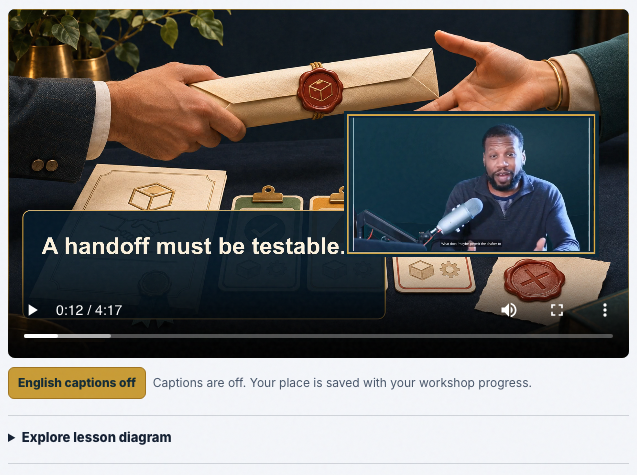 A handoff must be testable.
0:12 / 4:17
English captions off
Captions are off. Your place is saved with your workshop progress.
Explore lesson diagram